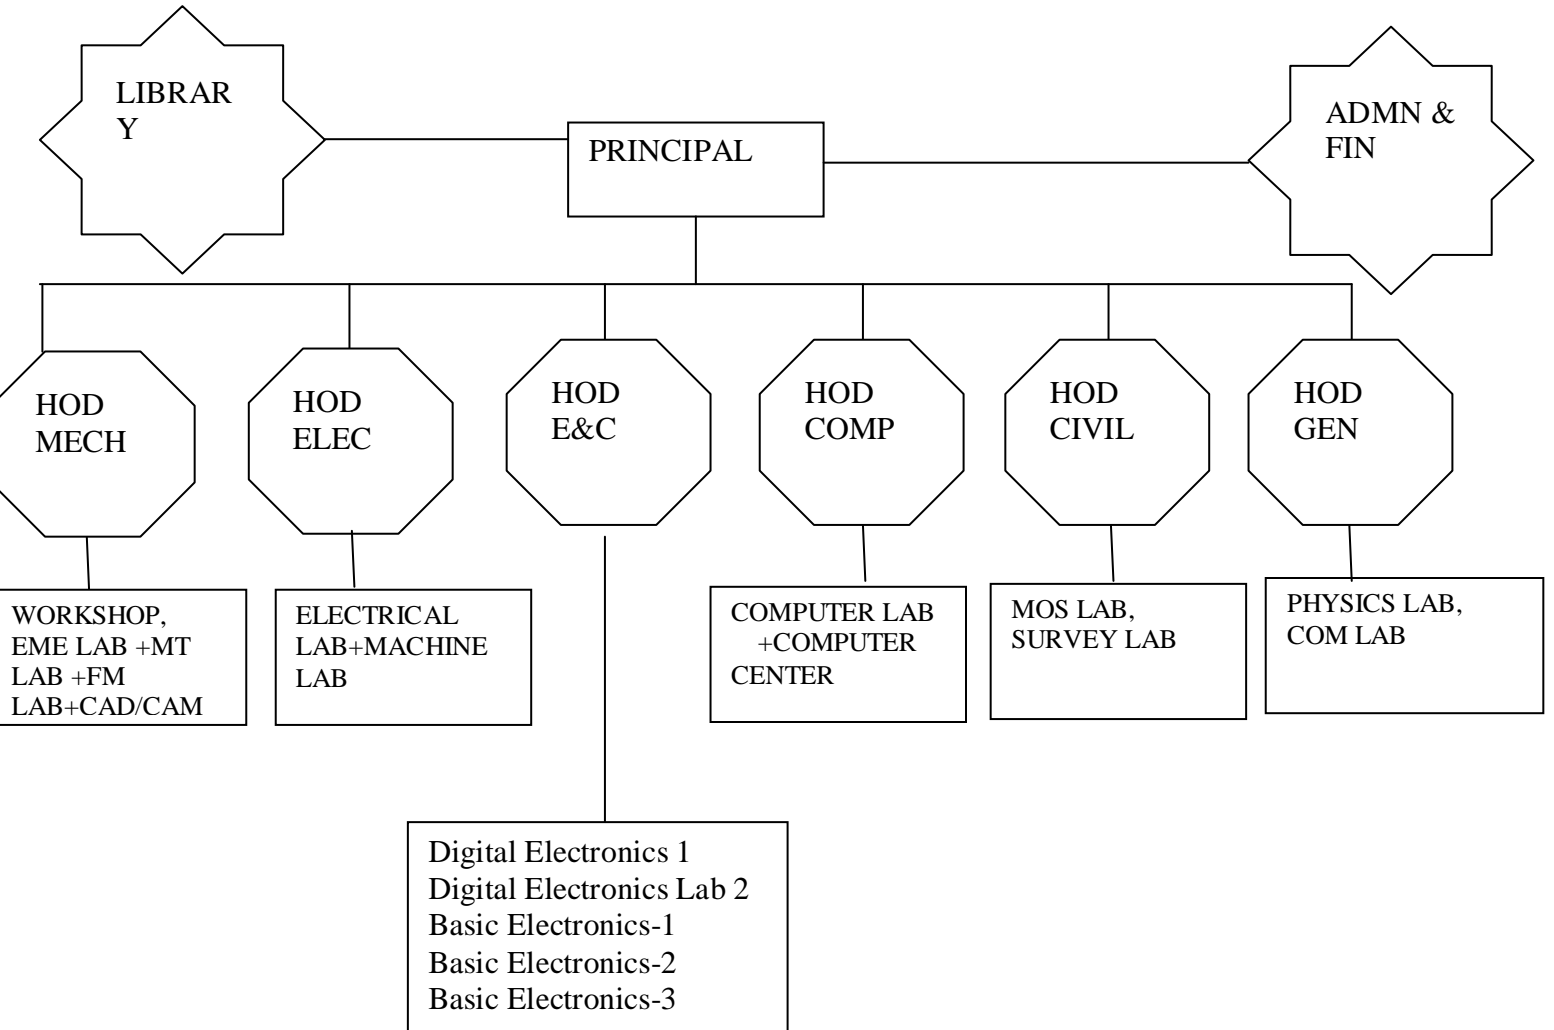 LIBRAR
Y
PRINCIPAL
ADMN &
FIN
HOD
MECH
HOD
ELEC
HOD
E&C
HOD
COMP
HOD
CIVIL
HOD
GEN
WORKSHOP,
EME LAB +MT
LAB +FM
LAB+CAD/CAM
ELECTRICAL
LAB+MACHINE
LAB
COMPUTER LAB
+COMPUTER
CENTER
MOS LAB,
SURVEY LAB
PHYSICS LAB,
COM LAB
Digital Electronics 1
Digital Electronics Lab 2
Basic Electronics-1
Basic Electronics-2
Basic Electronics-3